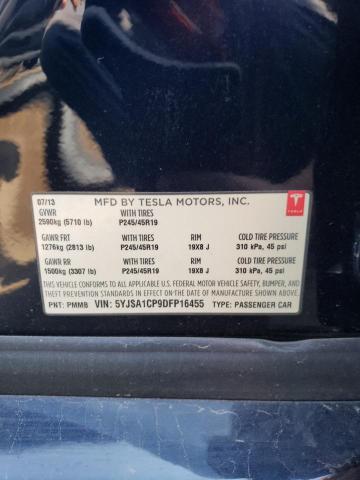 07/13 MFD BY TESLA MOTORS, INC. TESLA
GVWR WITH TIRES
2590kg (5710 lb) P245/45R19
GAWR FRT WITH TIRES RIM COLD TIRE PRESSURE
1276kg (2813 lb) P245/45R19 19X8 J 310 kPa, 45 psi
GAWR RR WITH TIRES RIM COLD TIRE PRESSURE
1500kg (3307 lb) P245/45R19 19X8 J 310 kPa, 45 psi
THIS VEHICLE CONFORMS TO ALL APPLICABLE U.S. FEDERAL MOTOR VEHICLE SAFETY, BUMPER, AND
THEFT PREVENTION STANDARDS IN EFFECT ON THE DATE OF MANUFACTURE SHOWN ABOVE.
PNT: PMMB VIN: 5YJSA1CP9DFP16455 TYPE: PASSENGER CAR